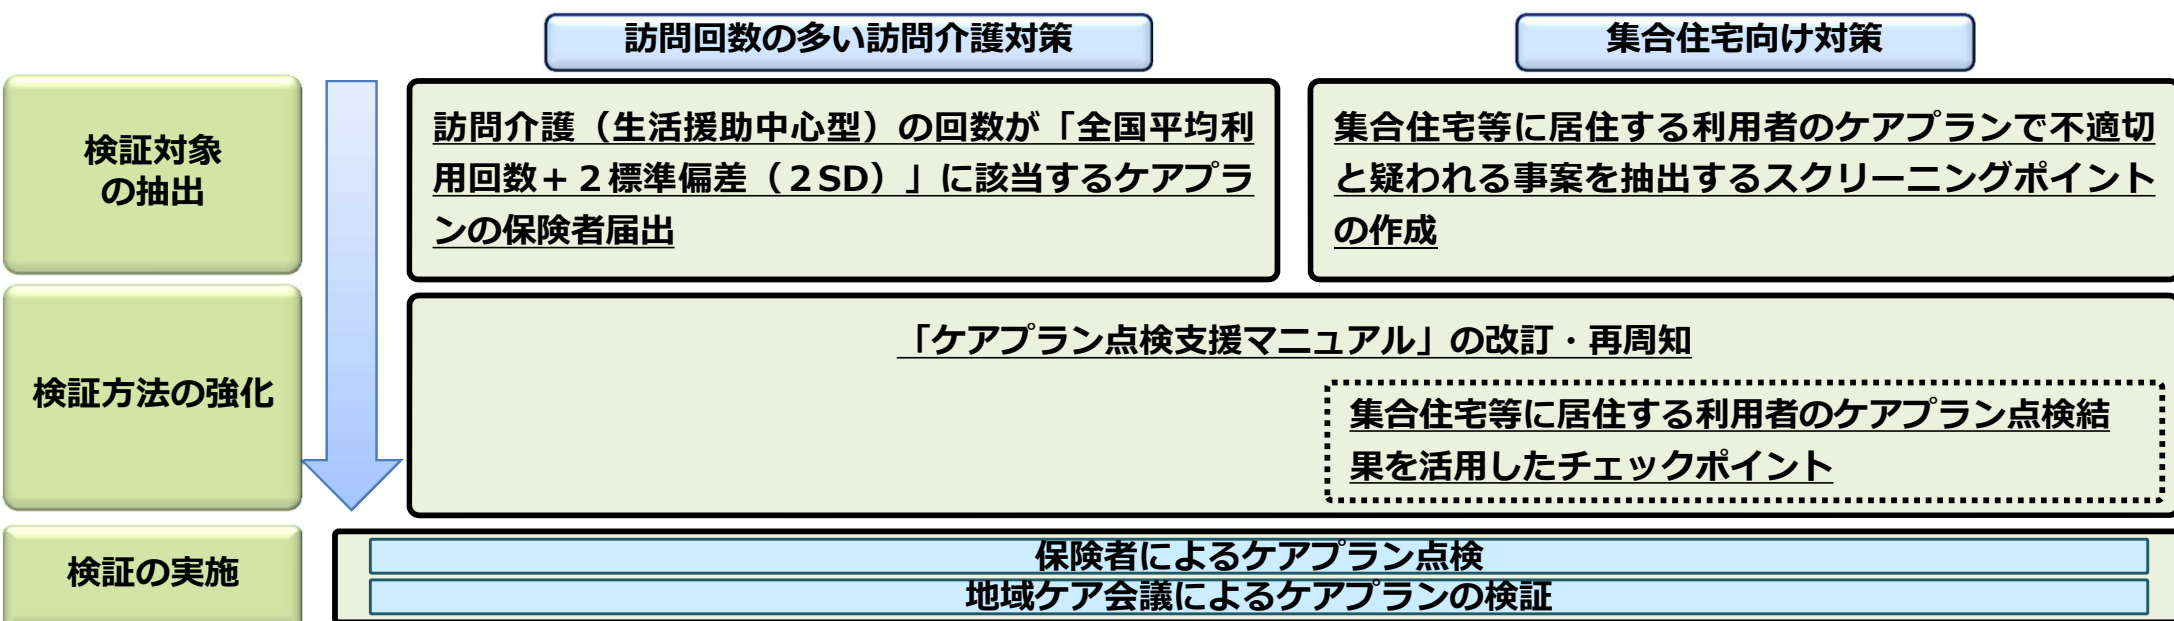 訪問回数の多い訪問介護対策
集合住宅向け対策
検証対象
の抽出
訪問介護（生活援助中心型）の回数が「全国平均利
用回数＋２標準偏差（２SD）」に該当するケアプラ
ンの保険者届出
集合住宅等に居住する利用者のケアプランで不適切
と疑われる事案を抽出するスクリーニングポイント
の作成
検証方法の強化
「ケアプラン点検支援マニュアル」の改訂・再周知
集合住宅等に居住する利用者のケアプラン点検結
果を活用したチェックポイント
検証の実施
保険者によるケアプラン点検
地域ケア会議によるケアプランの検証